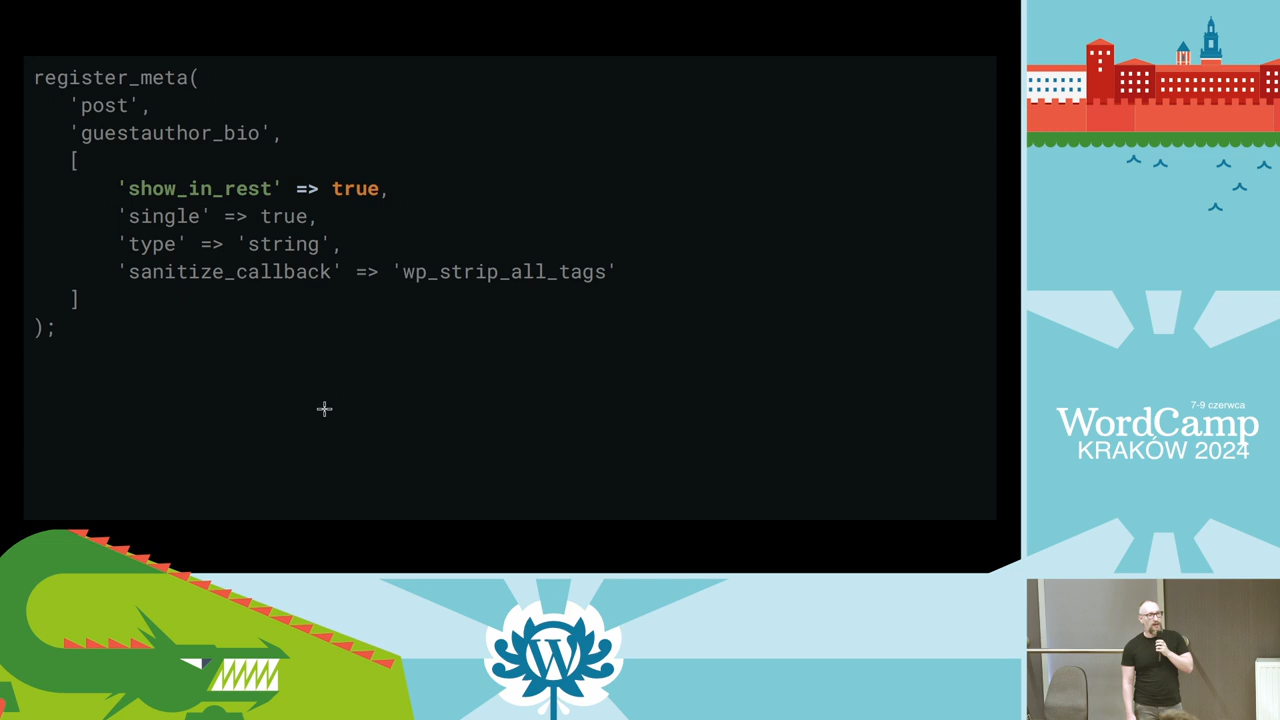 register_meta(
'post',
'guestauthor_bio',
[
'show_in_rest' => true,
'single' => true,
'type' => 'string',
'sanitize_callback' => 'wp_strip_all_tags'
]
);
7-9 czerwca
WordCamp
KRAKÓW 2024
W